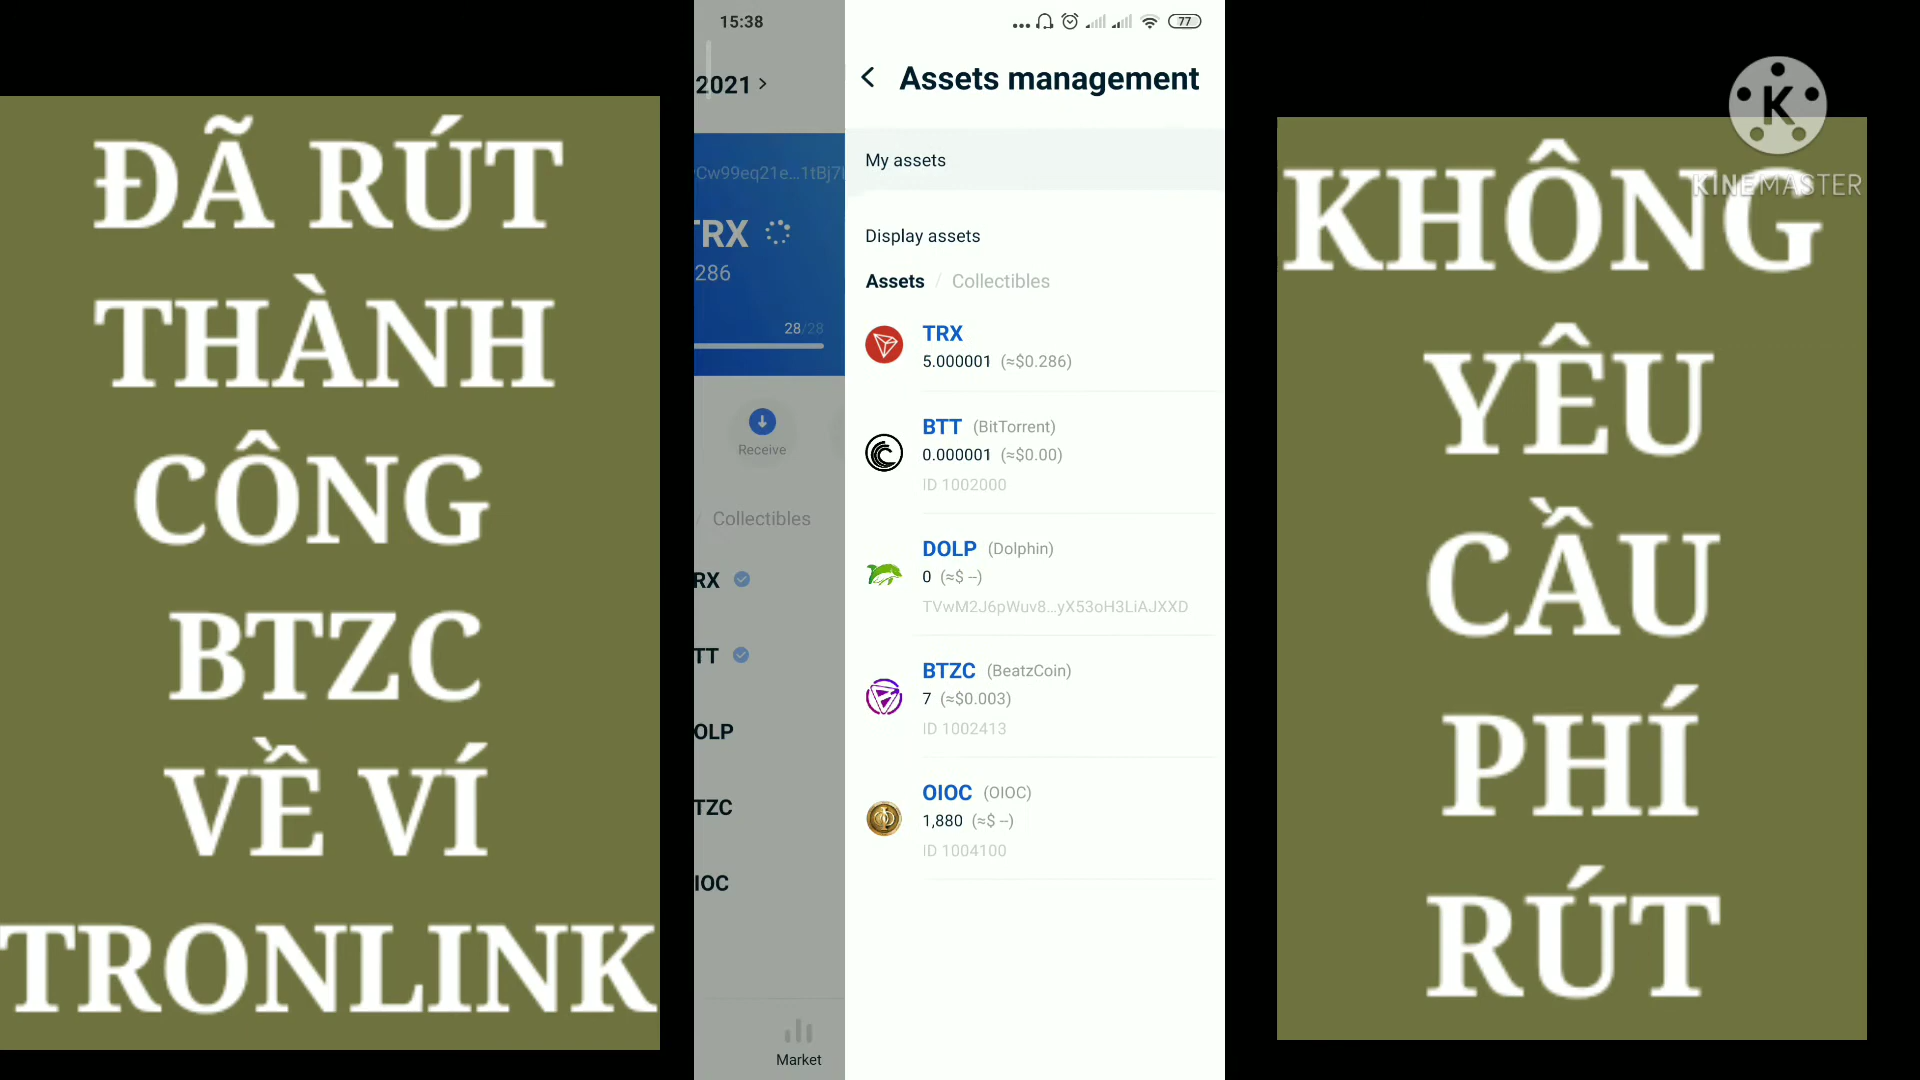 ĐÃ RÚT
THÀNH
CÔNG
BTZC
VỀ VÍ
TRONLINK
15:38
77
2021
Cw99eq21e...1tBj7
TRX
286
28/28
Receive
Collectibles
RX
TT
OLP
TZC
IOC
Market
Assets management
My assets
Display assets
Assets / Collectibles
TRX
5.000001 (≈$0.286)
BTT (BitTorrent)
0.000001 (≈$0.00)
ID 1002000
DOLP (Dolphin)
0 (≈$ --)
TVwM2J6pWuv8...yX53oH3LiAJXXD
BTZC (BeatzCoin)
7 (≈$0.003)
ID 1002413
OIOC (OIOC)
1,880 (≈$ --)
ID 1004100
K
KINEMASTER
KHÔNG
YÊU
CẦU
PHÍ
RÚT